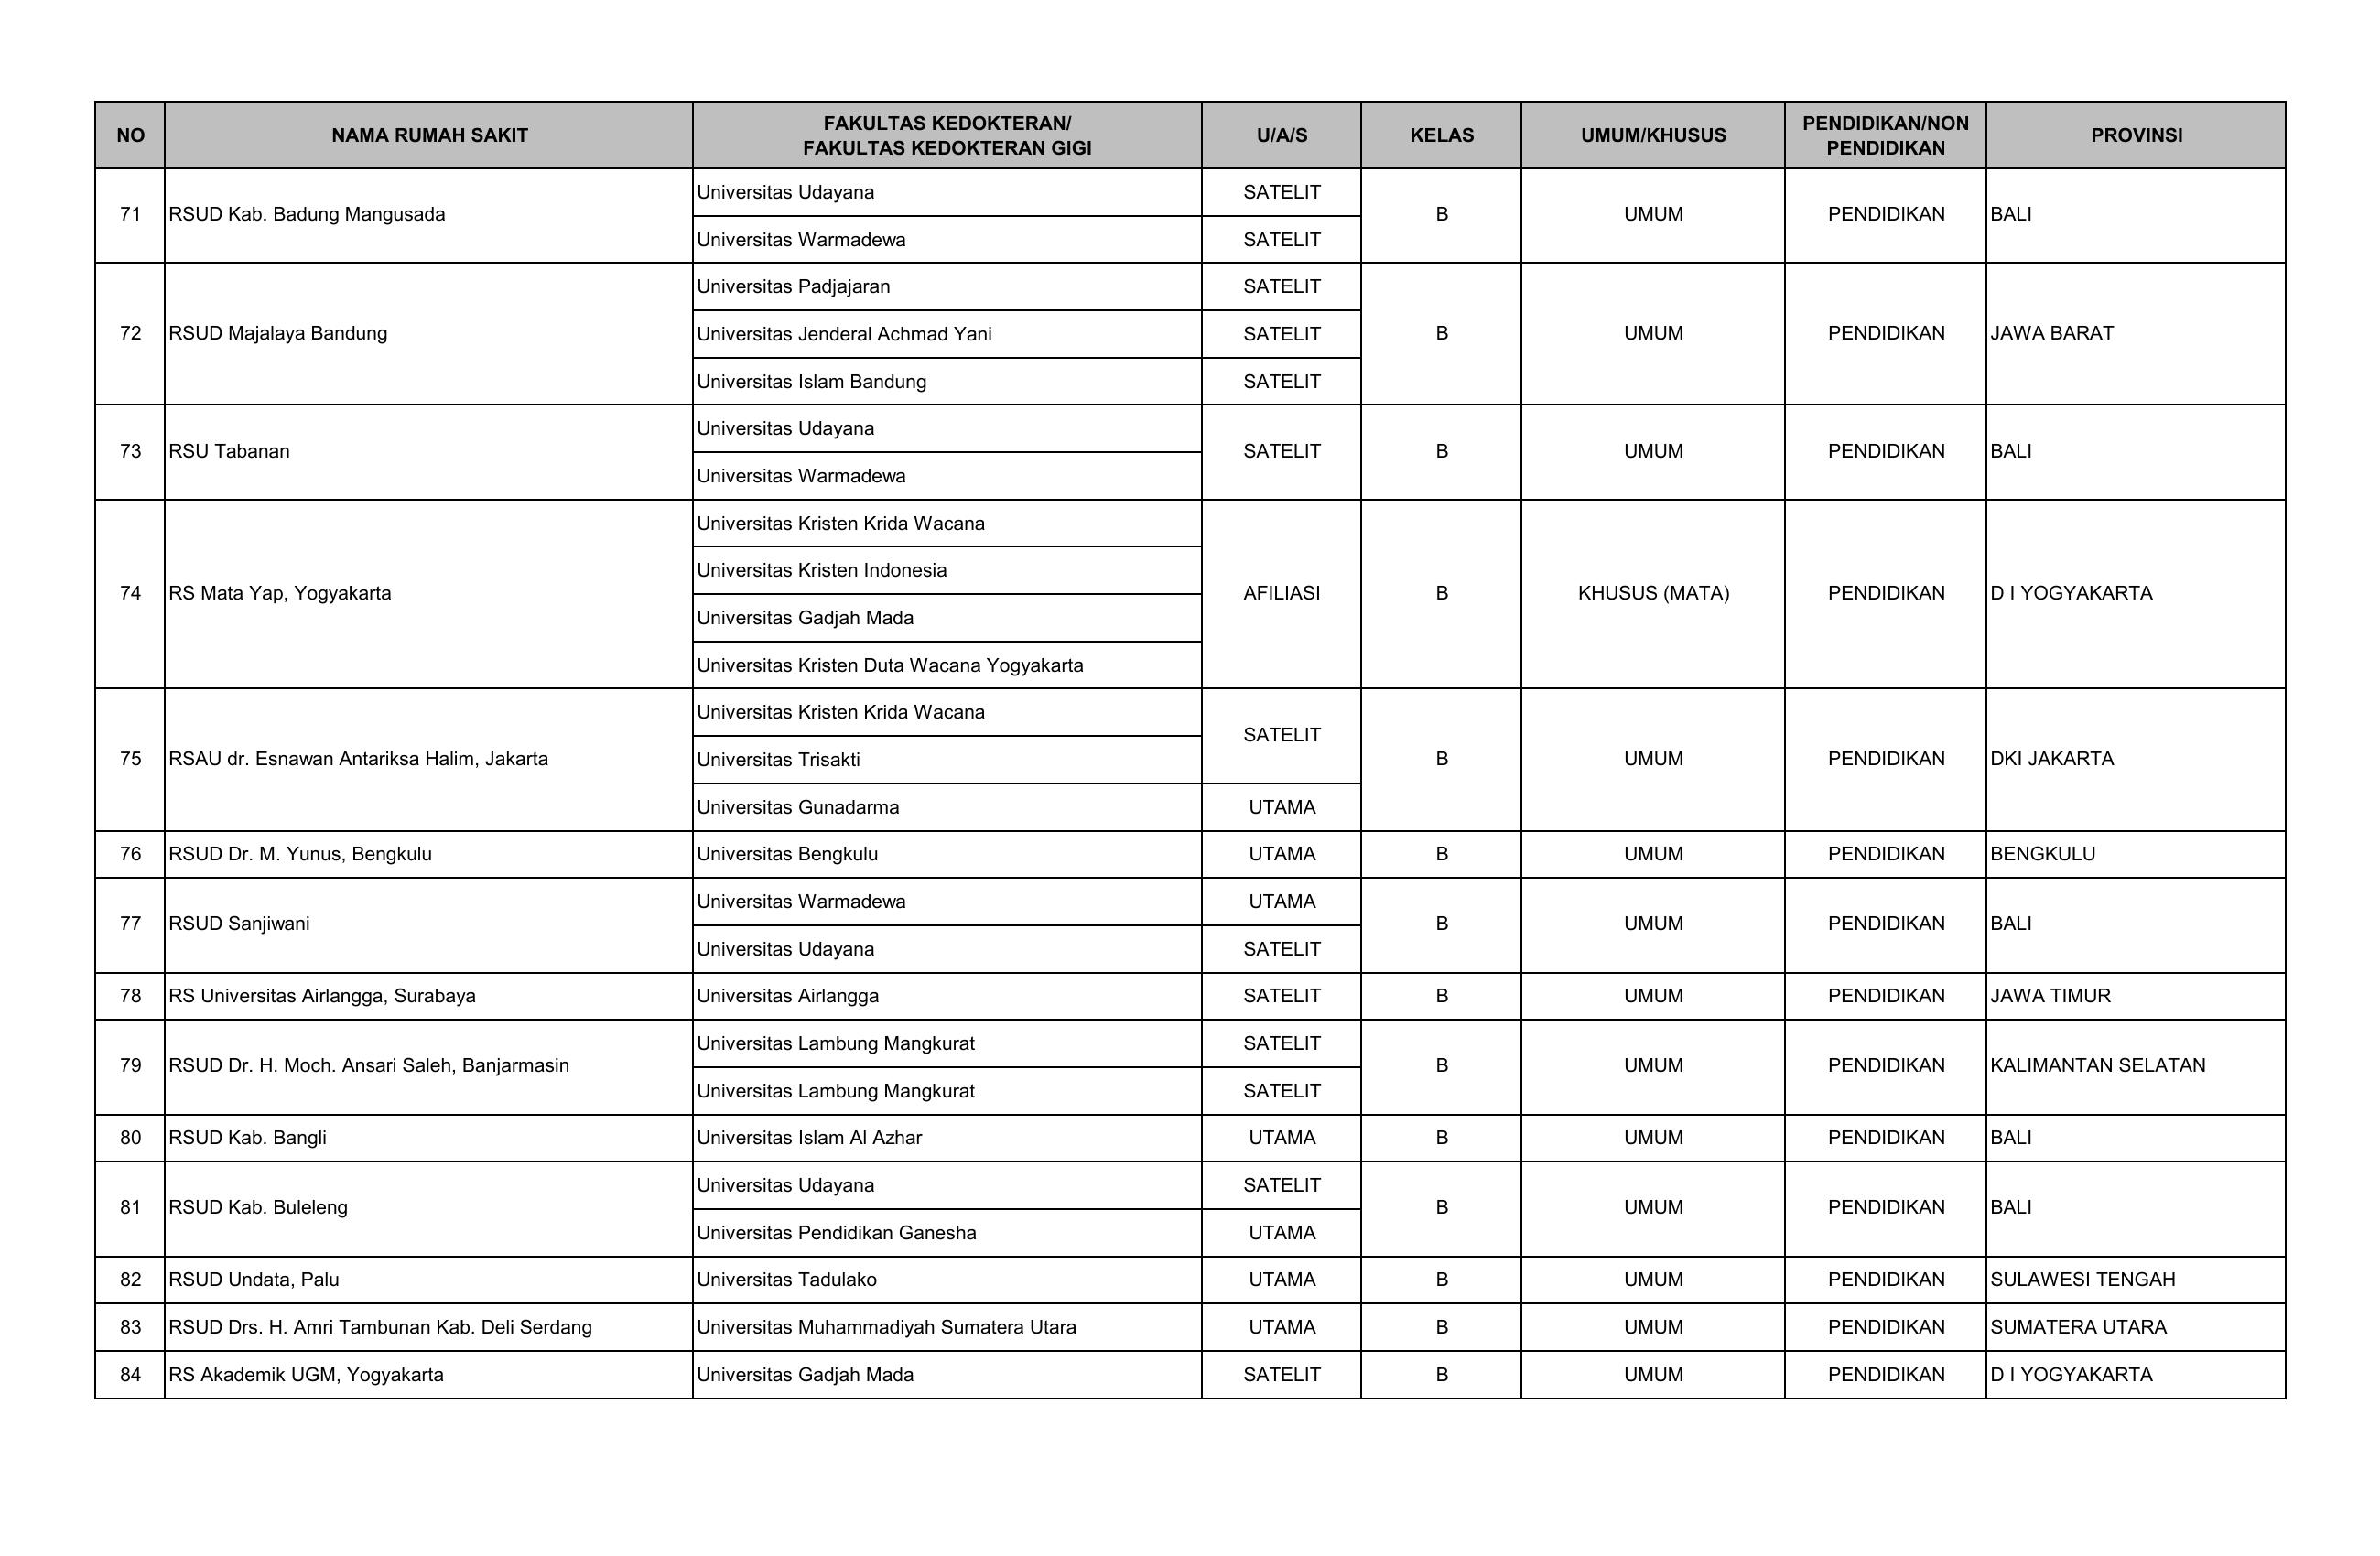 NO NAMA RUMAH SAKIT FAKULTAS KEDOKTERAN/ FAKULTAS KEDOKTERAN GIGI U/A/S KELAS UMUM/KHUSUS PENDIDIKAN/NON PENDIDIKAN PROVINSI
71 RSUD Kab. Badung Mangusada Universitas Udayana SATELIT B UMUM PENDIDIKAN BALI
Universitas Warmadewa SATELIT
72 RSUD Majalaya Bandung Universitas Padjajaran SATELIT B UMUM PENDIDIKAN JAWA BARAT
Universitas Jenderal Achmad Yani SATELIT
Universitas Islam Bandung SATELIT
73 RSU Tabanan Universitas Udayana SATELIT B UMUM PENDIDIKAN BALI
Universitas Warmadewa
74 RS Mata Yap, Yogyakarta Universitas Kristen Krida Wacana AFILIASI B KHUSUS (MATA) PENDIDIKAN D I YOGYAKARTA
Universitas Kristen Indonesia
Universitas Gadjah Mada
Universitas Kristen Duta Wacana Yogyakarta
75 RSAU dr. Esnawan Antariksa Halim, Jakarta Universitas Kristen Krida Wacana SATELIT B UMUM PENDIDIKAN DKI JAKARTA
Universitas Trisakti
Universitas Gunadarma UTAMA
76 RSUD Dr. M. Yunus, Bengkulu Universitas Bengkulu UTAMA B UMUM PENDIDIKAN BENGKULU
77 RSUD Sanjiwani Universitas Warmadewa UTAMA B UMUM PENDIDIKAN BALI
Universitas Udayana SATELIT
78 RS Universitas Airlangga, Surabaya Universitas Airlangga SATELIT B UMUM PENDIDIKAN JAWA TIMUR
79 RSUD Dr. H. Moch. Ansari Saleh, Banjarmasin Universitas Lambung Mangkurat SATELIT B UMUM PENDIDIKAN KALIMANTAN SELATAN
Universitas Lambung Mangkurat SATELIT
80 RSUD Kab. Bangli Universitas Islam Al Azhar UTAMA B UMUM PENDIDIKAN BALI
81 RSUD Kab. Buleleng Universitas Udayana SATELIT B UMUM PENDIDIKAN BALI
Universitas Pendidikan Ganesha UTAMA
82 RSUD Undata, Palu Universitas Tadulako UTAMA B UMUM PENDIDIKAN SULAWESI TENGAH
83 RSUD Drs. H. Amri Tambunan Kab. Deli Serdang Universitas Muhammadiyah Sumatera Utara UTAMA B UMUM PENDIDIKAN SUMATERA UTARA
84 RS Akademik UGM, Yogyakarta Universitas Gadjah Mada SATELIT B UMUM PENDIDIKAN D I YOGYAKARTA